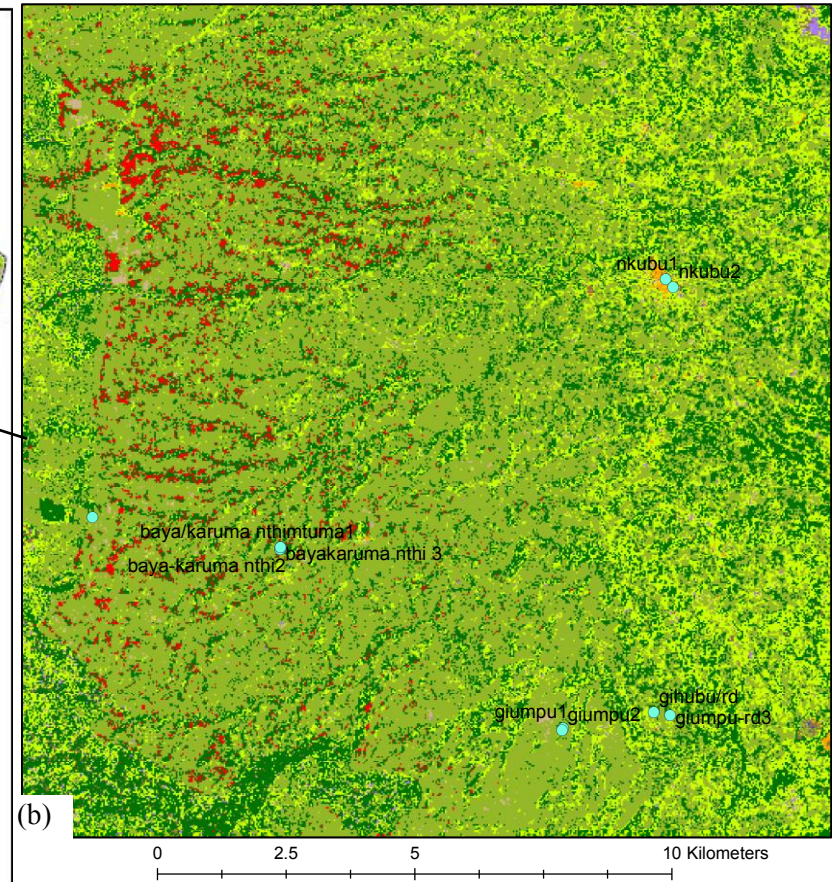 nkubu1
nkubu2
baya/karuma nthimtuma1
bayakaruma nthi 3
baya-karuma nthi2
gihubu/rd
giumpu1
giumpu2
giumpu-rd3
(b)
0 2.5 5 10 Kilometers